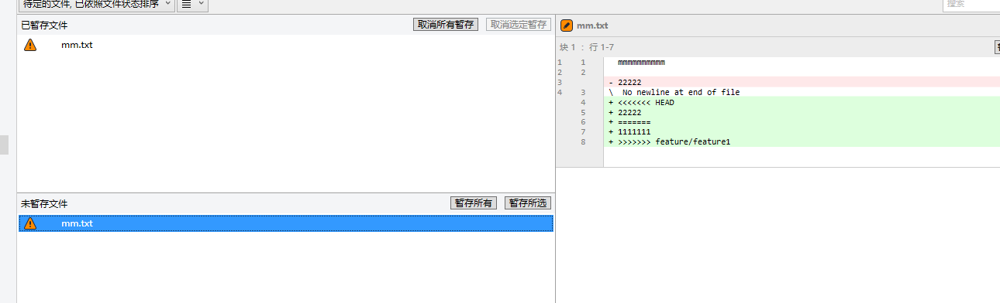 待定的文件, 已依照文件状态排序
搜索
已暂存文件
取消所有暂存
取消选定暂存
mm.txt
未暂存文件
暂存所有
暂存所选
mm.txt
mm.txt
块 1 : 行 1-7
1 1 mmmmmmmmmm
2 2
3 - 22222
4 3 \ No newline at end of file
4 + <<<<<<< HEAD
5 + 22222
6 + =======
7 + 1111111
8 + >>>>>>> feature/feature1